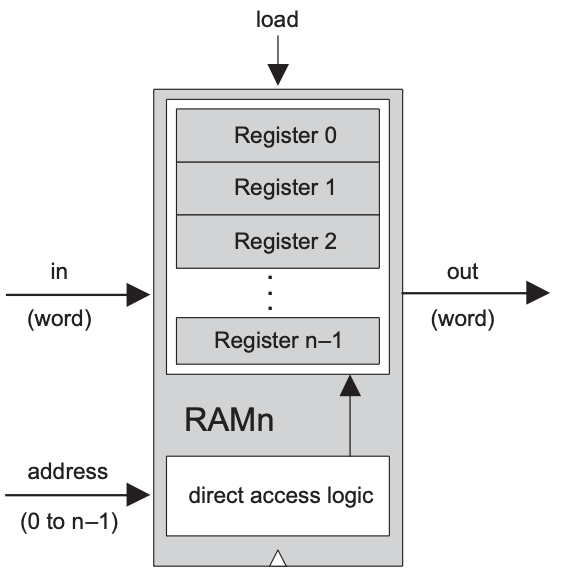 load
Register 0
Register 1
Register 2
in
(word)
out
(word)
Register n–1
RAMn
address
(0 to n–1)
direct access logic